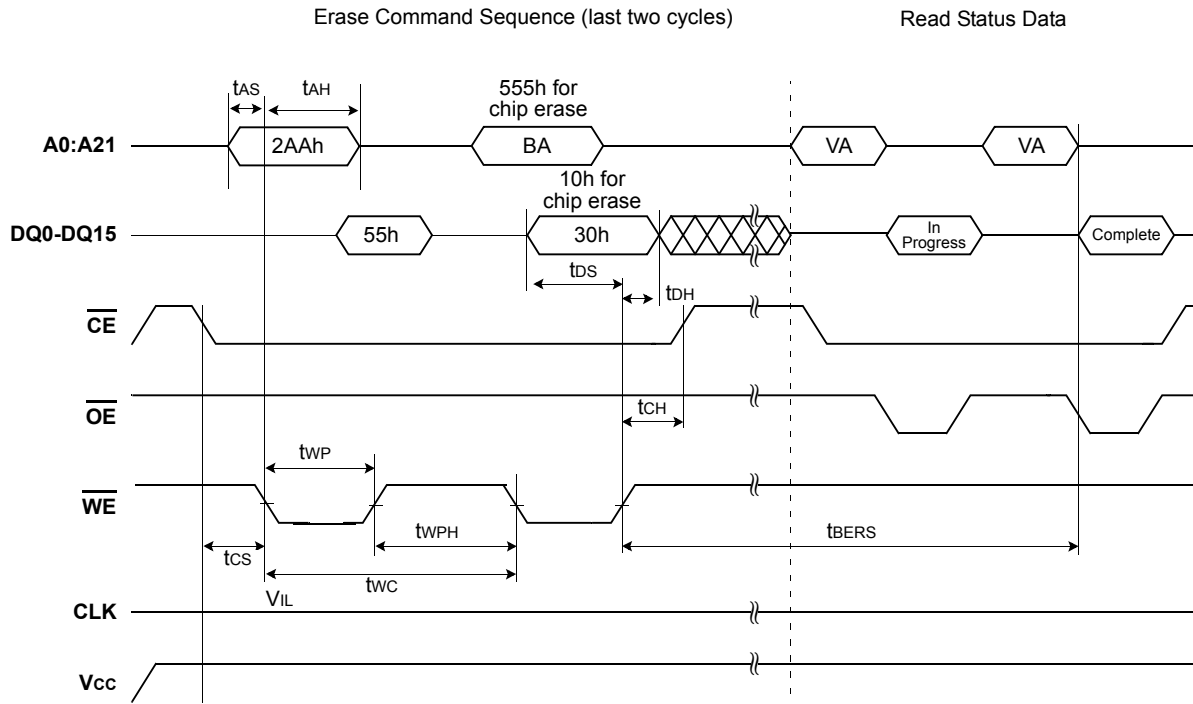 Erase Command Sequence (last two cycles)
Read Status Data
tAS
tAH
555h for
chip erase
A0:A21
2AAh
BA
VA
VA
10h for
chip erase
DQ0-DQ15
55h
30h
In
Progress
Complete
tDS
tDH
CE
OE
tCH
tWP
WE
tWPH
tBERS
tCS
tWC
VIL
CLK
VCC